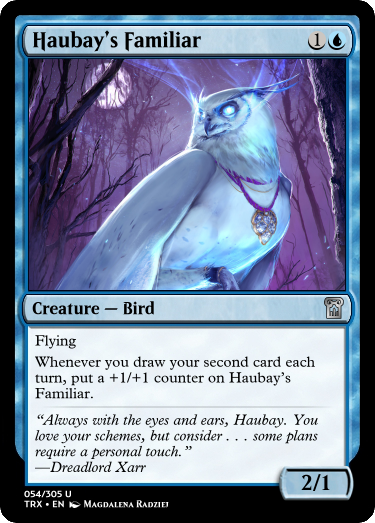 Haubay's Familiar 1
Creature — Bird
Flying
Whenever you draw your second card each
turn, put a +1/+1 counter on Haubay's
Familiar.
“Always with the eyes and ears, Haubay. You
love your schemes, but consider . . . some plans
require a personal touch.”
—Dreadlord Xarr
2/1
054/305 U
TRX • EN Magdalena Radziej